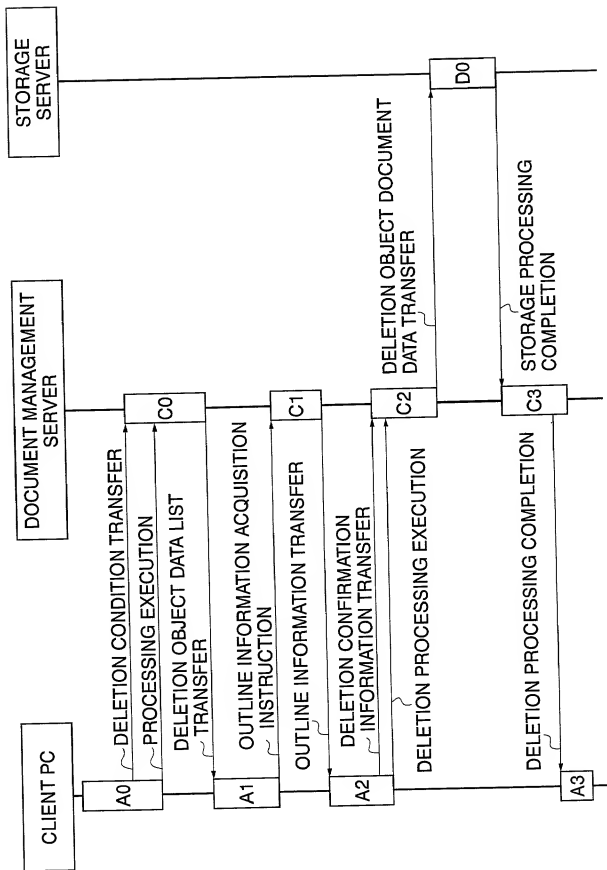 CLIENT PC
DOCUMENT MANAGEMENT
SERVER
STORAGE
SERVER
A0
DELETION CONDITION TRANSFER
PROCESSING EXECUTION
C0
DELETION OBJECT DATA LIST
TRANSFER
A1
OUTLINE INFORMATION ACQUISITION
INSTRUCTION
C1
OUTLINE INFORMATION TRANSFER
A2
DELETION CONFIRMATION
INFORMATION TRANSFER
DELETION PROCESSING EXECUTION
C2
DELETION OBJECT DOCUMENT
DATA TRANSFER
D0
STORAGE PROCESSING
COMPLETION
C3
DELETION PROCESSING COMPLETION
A3